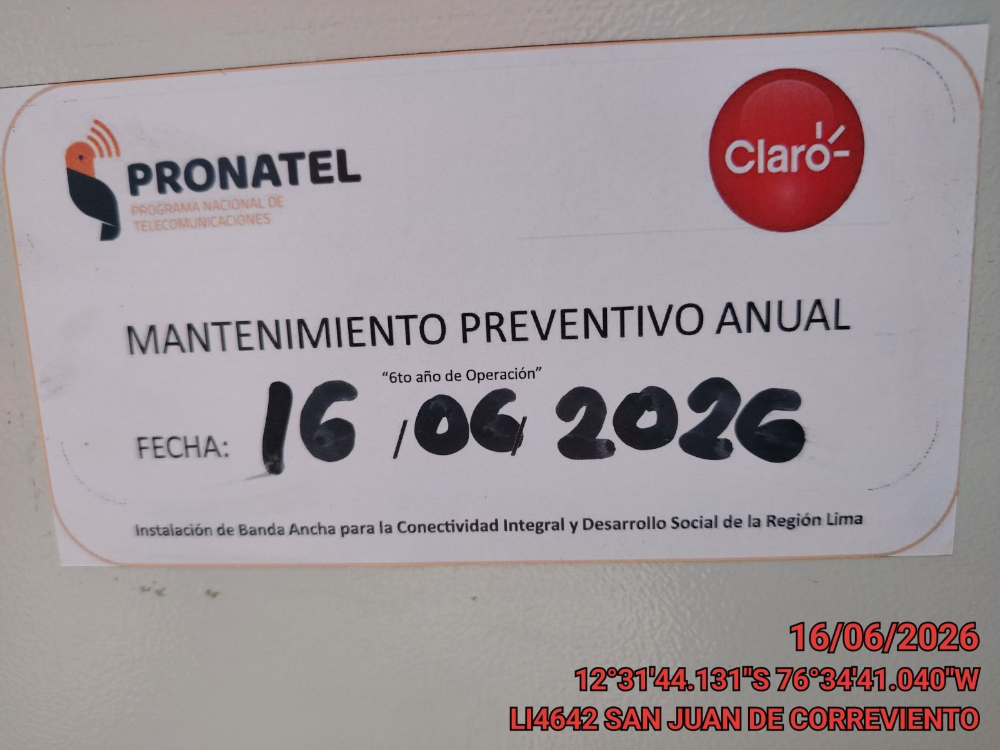 PRONATEL
PROGRAMA NACIONAL DE
TELECOMUNICACIONES
Claro
MANTENIMIENTO PREVENTIVO ANUAL
“6to año de Operación”
FECHA: 16 / 06 / 2026
Instalación de Banda Ancha para la Conectividad Integral y Desarrollo Social de la Región Lima
16/06/2026
12°31'44.131"S 76°34'41.040"W
LI4642 SAN JUAN DE CORREVIENTO